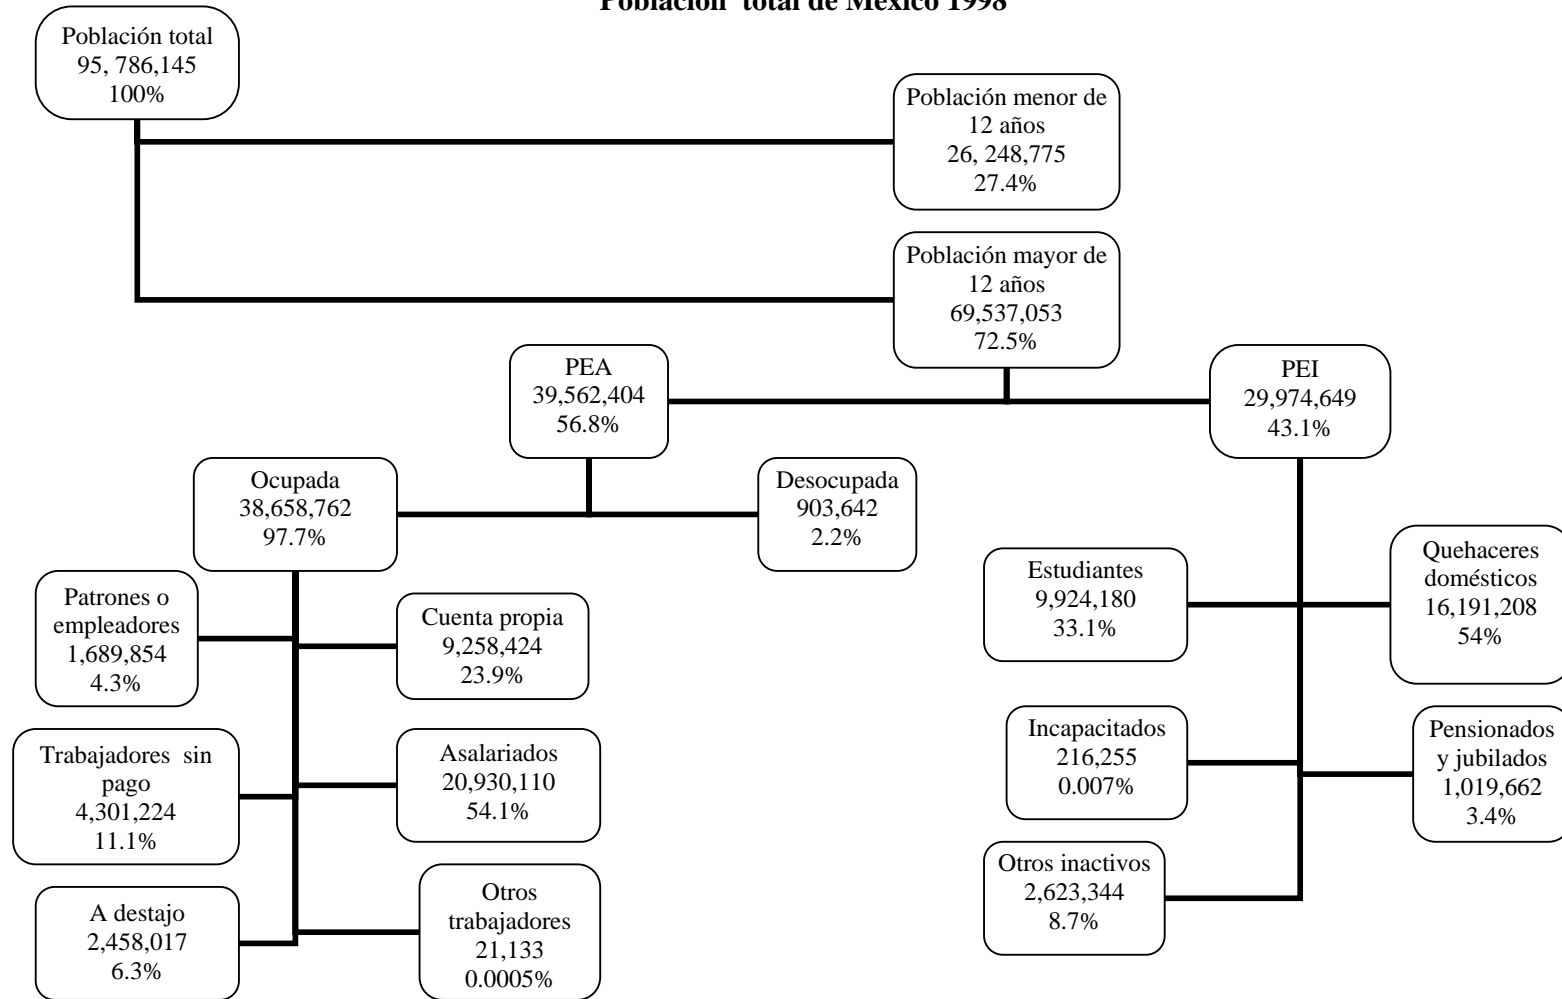 Población total de México 1998
Población total
95, 786,145
100%
Población menor de
12 años
26, 248,775
27.4%
Población mayor de
12 años
69,537,053
72.5%
PEA
39,562,404
56.8%
PEI
29,974,649
43.1%
Ocupada
38,658,762
97.7%
Desocupada
903,642
2.2%
Patrones o
empleadores
1,689,854
4.3%
Cuenta propia
9,258,424
23.9%
Trabajadores sin
pago
4,301,224
11.1%
Asalariados
20,930,110
54.1%
A destajo
2,458,017
6.3%
Otros
trabajadores
21,133
0.0005%
Estudiantes
9,924,180
33.1%
Quehaceres
domésticos
16,191,208
54%
Incapacitados
216,255
0.007%
Pensionados
y jubilados
1,019,662
3.4%
Otros inactivos
2,623,344
8.7%